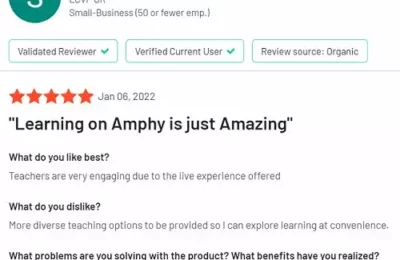 S
Small-Business (50 or fewer emp.)
Validated Reviewer
Verified Current User
Review source: Organic
Jan 06, 2022
"Learning on Amphy is just Amazing"
What do you like best?
Teachers are very engaging due to the live experience offered
What do you dislike?
More diverse teaching options to be provided so I can explore learning at convenience.
What problems are you solving with the product? What benefits have you realized?